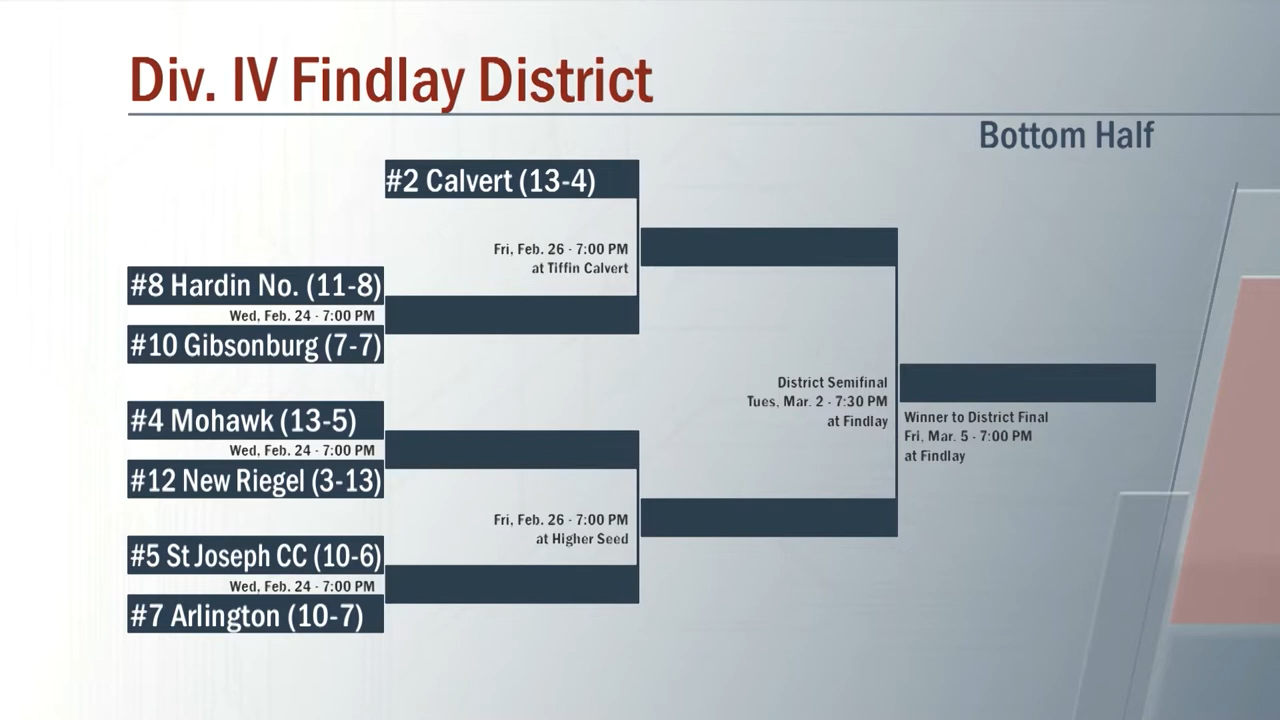 Div. IV Findlay District
Bottom Half
#2 Calvert (13-4)
Fri, Feb. 26 - 7:00 PM
at Tiffin Calvert
#8 Hardin No. (11-8)
Wed, Feb. 24 - 7:00 PM
#10 Gibsonburg (7-7)
#4 Mohawk (13-5)
Wed, Feb. 24 - 7:00 PM
#12 New Riegel (3-13)
Fri, Feb. 26 - 7:00 PM
at Higher Seed
#5 St Joseph CC (10-6)
Wed, Feb. 24 - 7:00 PM
#7 Arlington (10-7)
District Semifinal
Tues, Mar. 2 - 7:30 PM
at Findlay
Winner to District Final
Fri, Mar. 5 - 7:00 PM
at Findlay